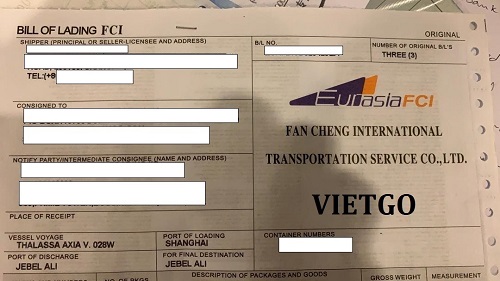 BILL OF LADING FCI
ORIGINAL
SHIPPER (PRINCIPAL OR SELLER-LICENSEE AND ADDRESS)
B/L NO.
NUMBER OF ORIGINAL B/L'S
THREE (3)
TEL:(+8
EurasiaFCI
CONSIGNED TO
FAN CHENG INTERNATIONAL
TRANSPORTATION SERVICE CO.,LTD.
NOTIFY PARTY/INTERMEDIATE CONSIGNEE (NAME AND ADDRESS)
VIETGO
PLACE OF RECEIPT
VESSEL VOYAGE
THALASSA AXIA V. 028W
PORT OF LOADING
SHANGHAI
CONTAINER NUMBERS
PORT OF DISCHARGE
JEBEL ALI
FOR FINAL DESTINATION
JEBEL ALI
NO. OF PKGS
DESCRIPTION OF PACKAGES AND GOODS
GROSS WEIGHT
MEASUREMENT